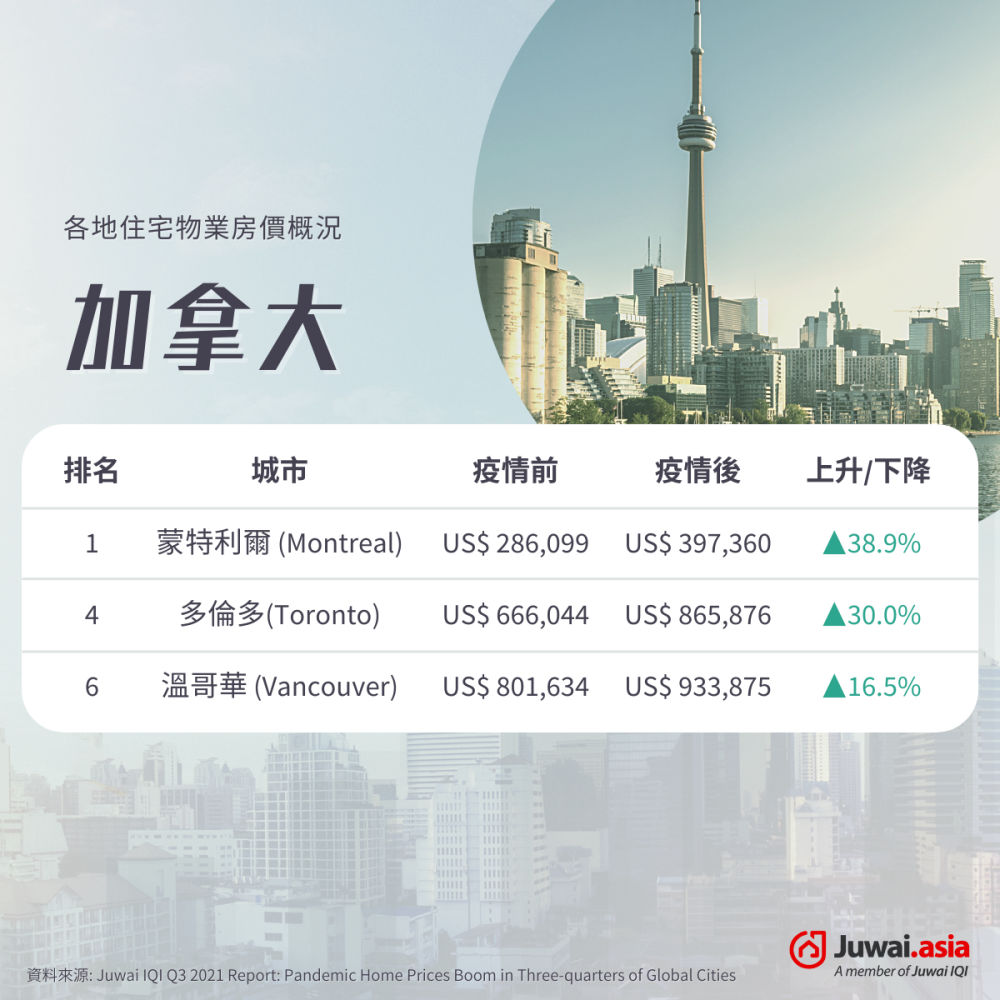 各地住宅物業房價概況
加拿大
排名 城市 疫情前 疫情後 上升/下降
1 蒙特利爾 (Montreal) US$ 286,099 US$ 397,360 ▲38.9%
4 多倫多(Toronto) US$ 666,044 US$ 865,876 ▲30.0%
6 溫哥華 (Vancouver) US$ 801,634 US$ 933,875 ▲16.5%
資料來源: Juwai IQI Q3 2021 Report: Pandemic Home Prices Boom in Three-quarters of Global Cities
Juwai.asia
A member of Juwai IQI